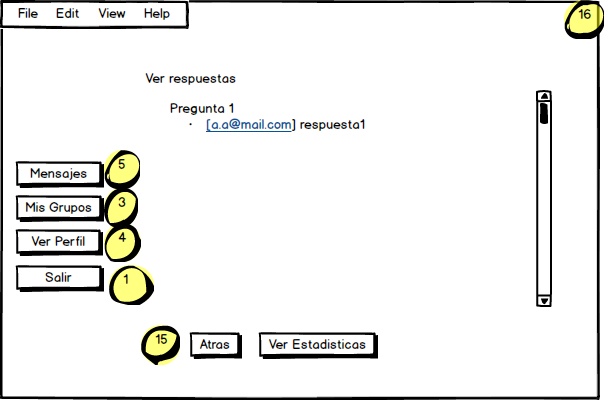 File Edit View Help
16
Ver respuestas
Pregunta 1
· [a.a@mail.com] respuesta1
Mensajes 5
Mis Grupos 3
Ver Perfil 4
Salir 1
15 Atras Ver Estadisticas